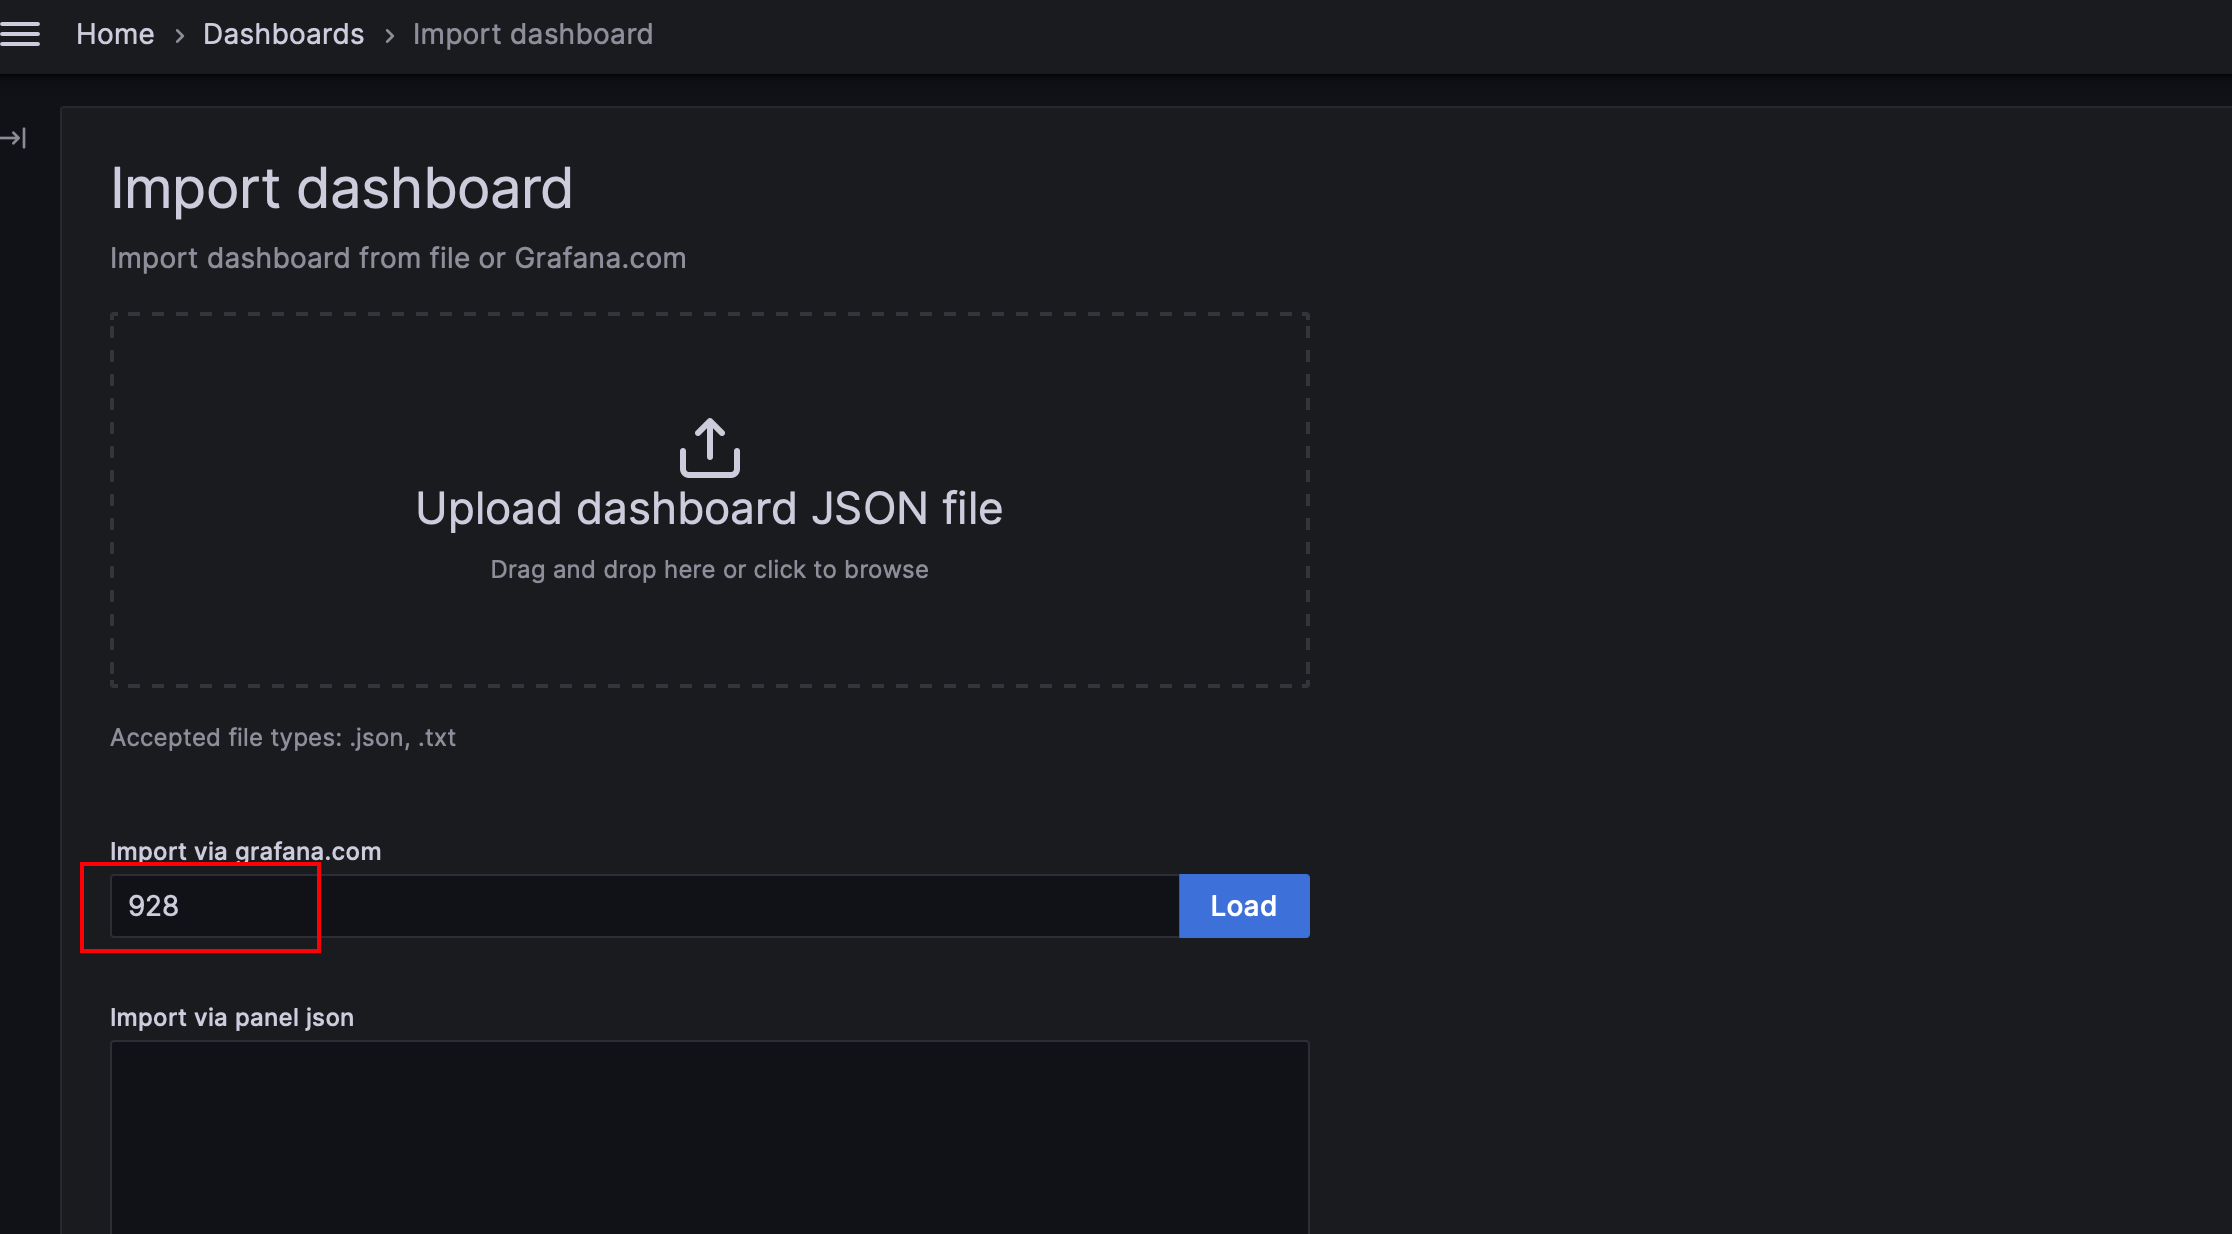 Home › Dashboards › Import dashboard
Import dashboard
Import dashboard from file or Grafana.com
Upload dashboard JSON file
Drag and drop here or click to browse
Accepted file types: .json, .txt
Import via grafana.com
928
Load
Import via panel json